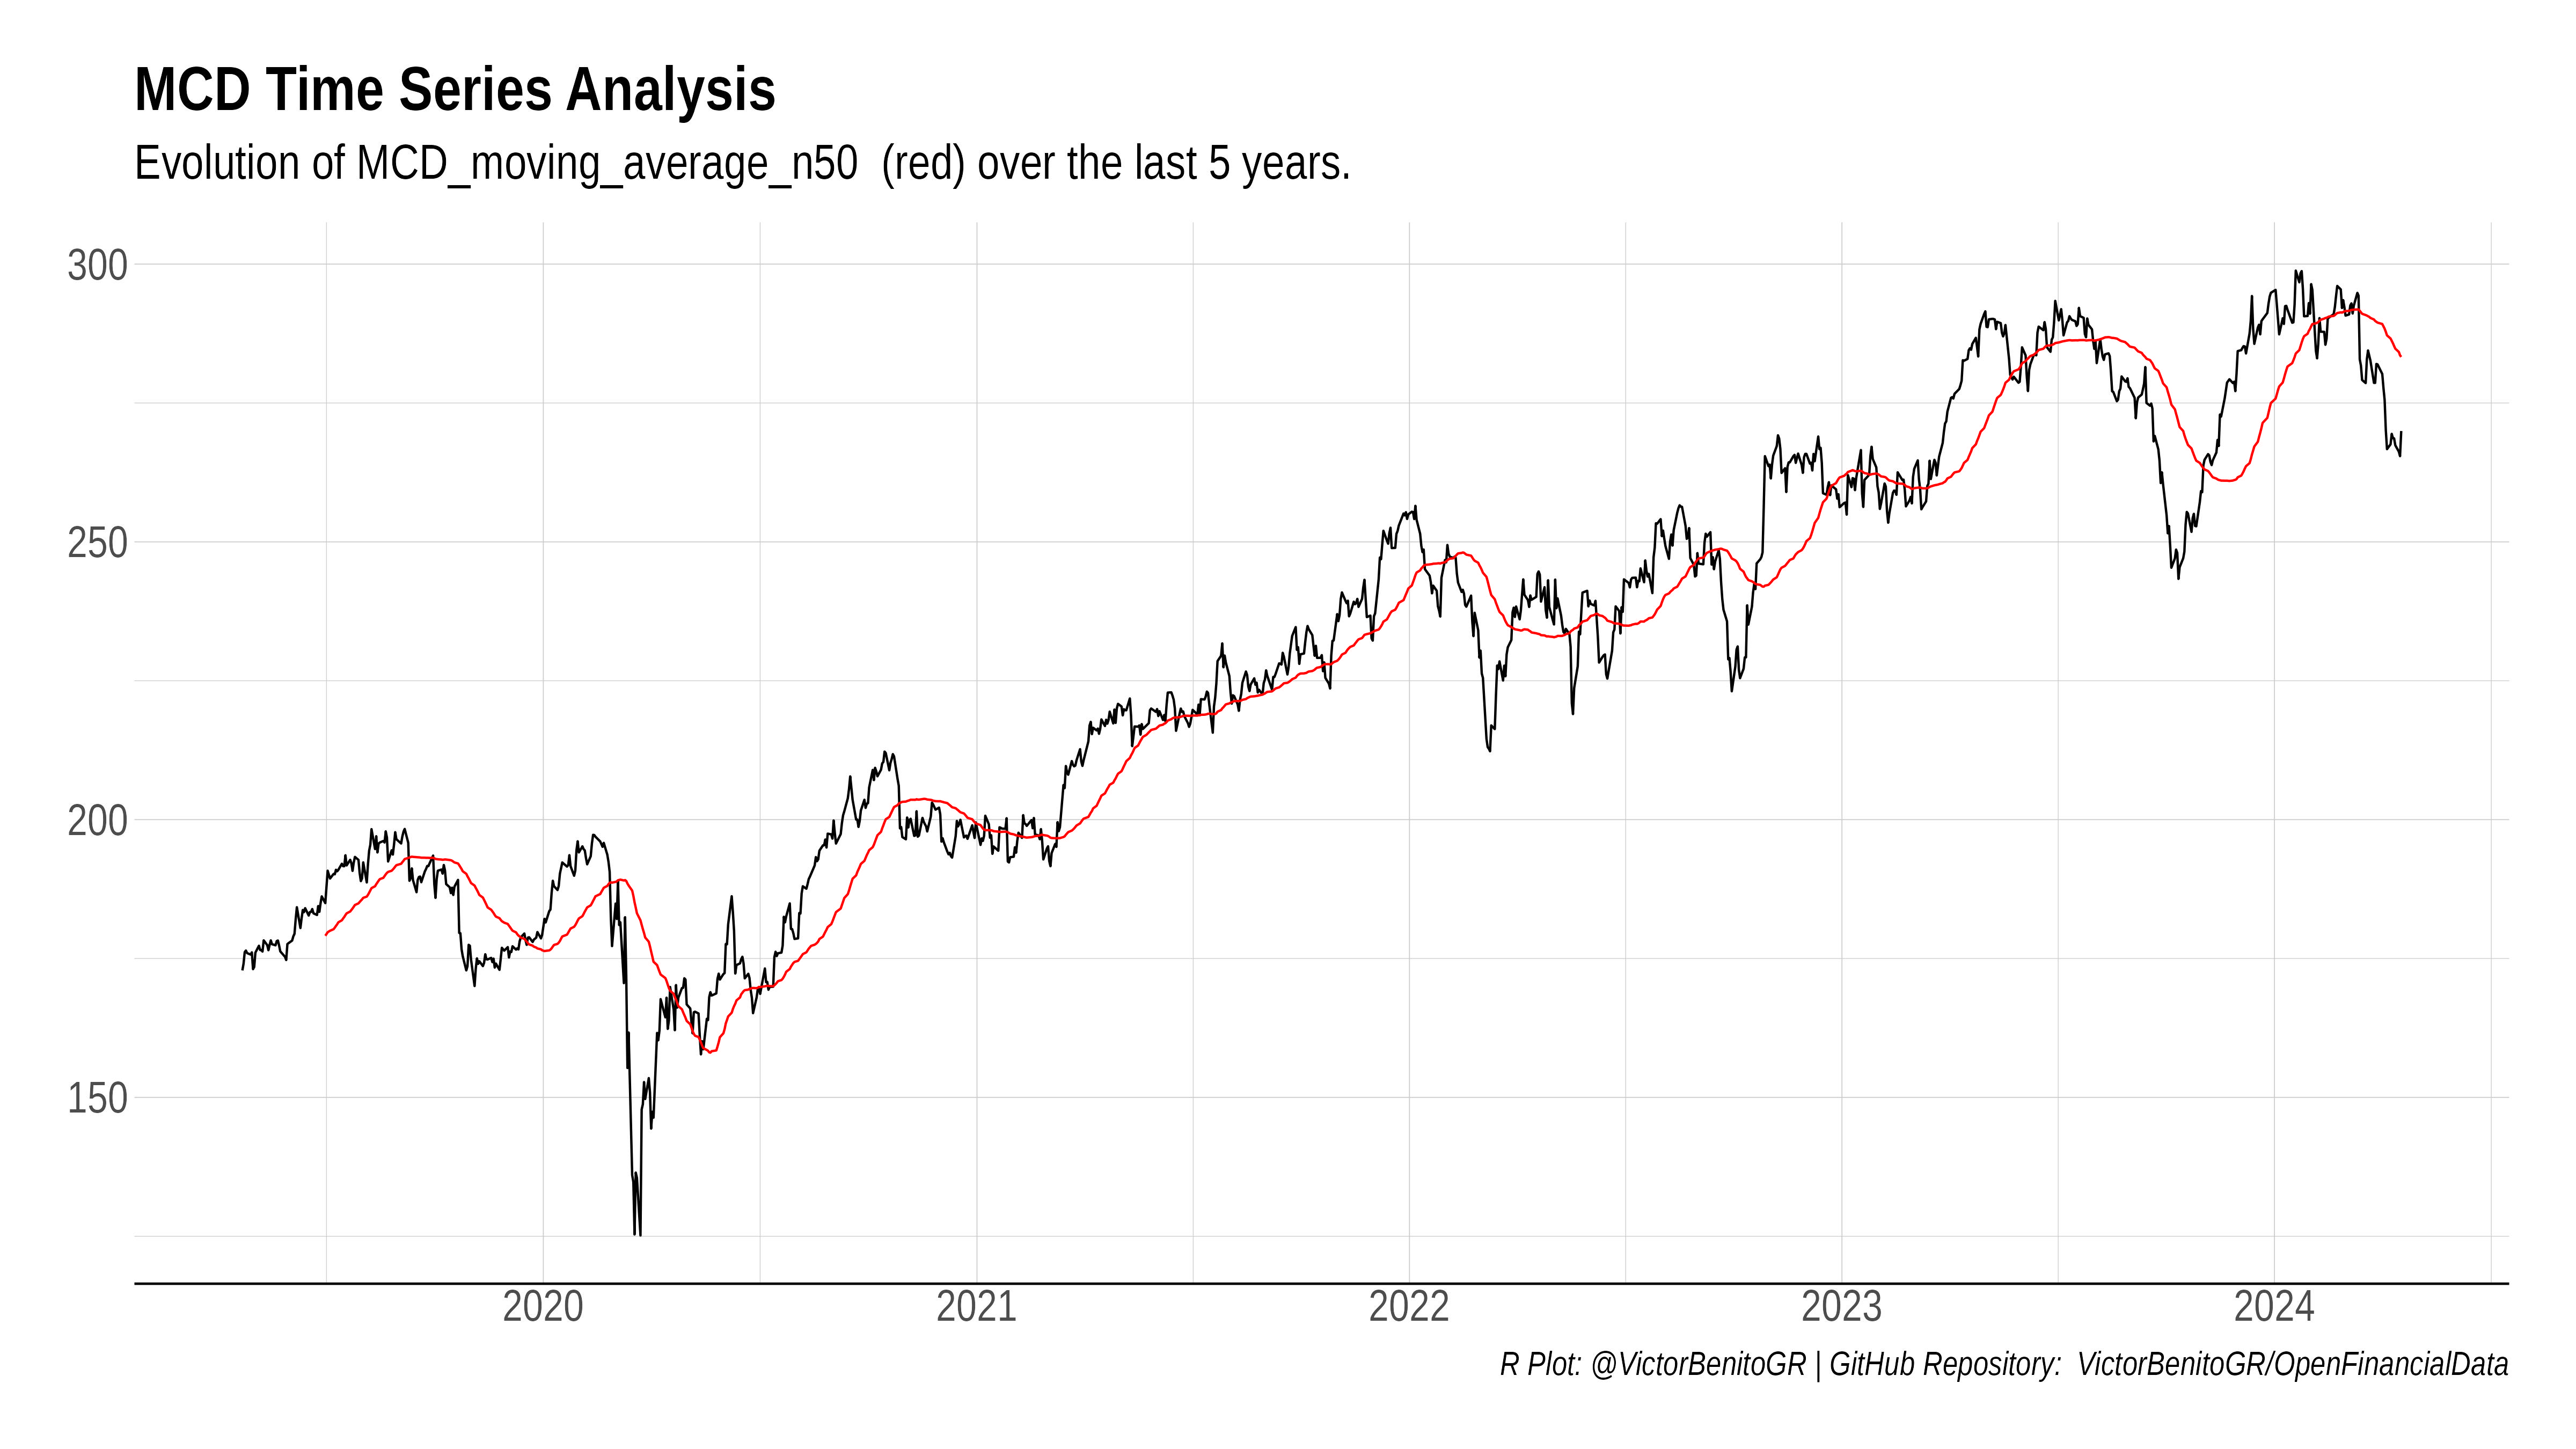 MCD Time Series Analysis
Evolution of MCD_moving_average_n50  (red) over the last 5 years.
300
250
200
150
2020 2021 2022 2023 2024
R Plot: @VictorBenitoGR | GitHub Repository:  VictorBenitoGR/OpenFinancialData